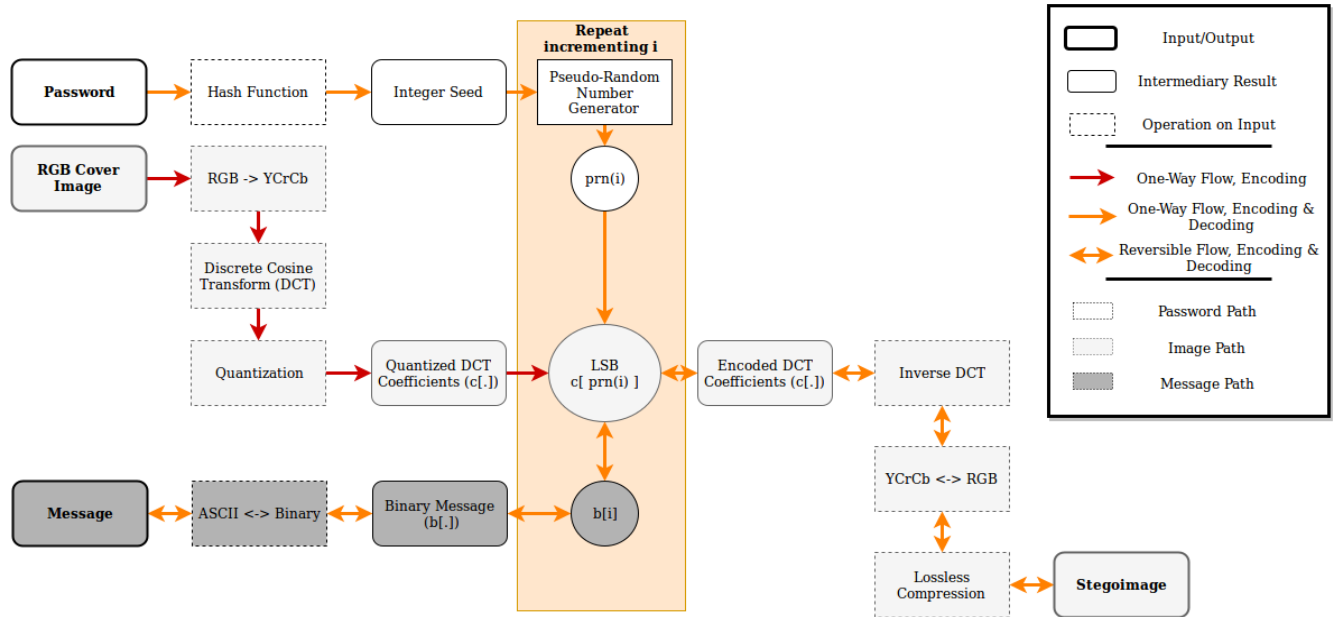 Repeat
incrementing i
Password
Hash Function
Integer Seed
Pseudo-Random
Number
Generator
RGB Cover
Image
RGB -> YCrCb
prn(i)
Discrete Cosine
Transform (DCT)
Quantization
Quantized DCT
Coefficients (c[.])
LSB
c[ prn(i) ]
Encoded DCT
Coefficients (c[.])
Inverse DCT
Message
ASCII <-> Binary
Binary Message
(b[.])
b[i]
YCrCb <-> RGB
Lossless
Compression
Stegoimage
Input/Output
Intermediary Result
Operation on Input
One-Way Flow, Encoding
One-Way Flow, Encoding &
Decoding
Reversible Flow, Encoding &
Decoding
Password Path
Image Path
Message Path